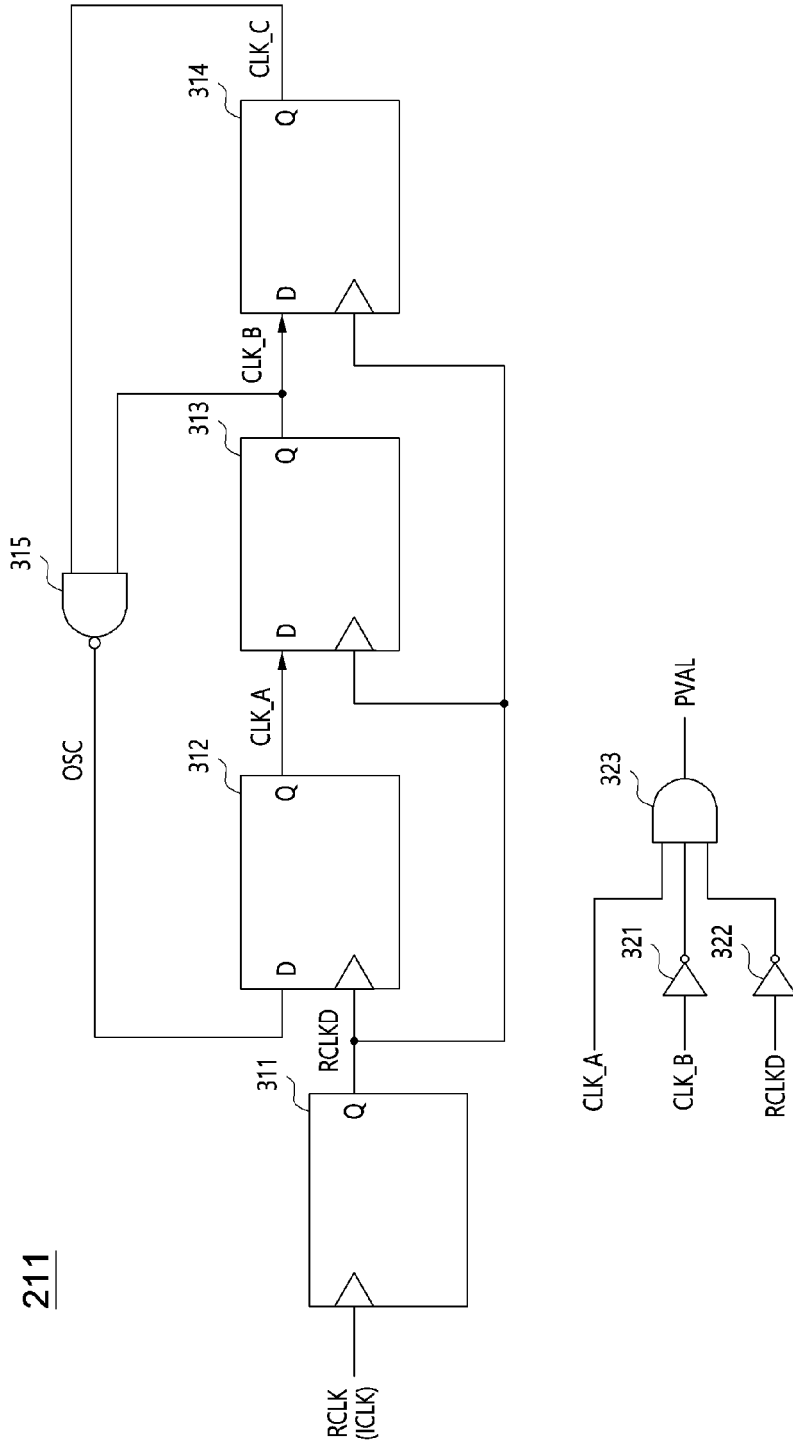 211
315
OSC
311
312
313
314
D
Q
D
Q
D
Q
Q
CLK_A
CLK_B
CLK_C
RCLKD
RCLK
(ICLK)
CLK_A
CLK_B
RCLKD
321
322
323
PVAL